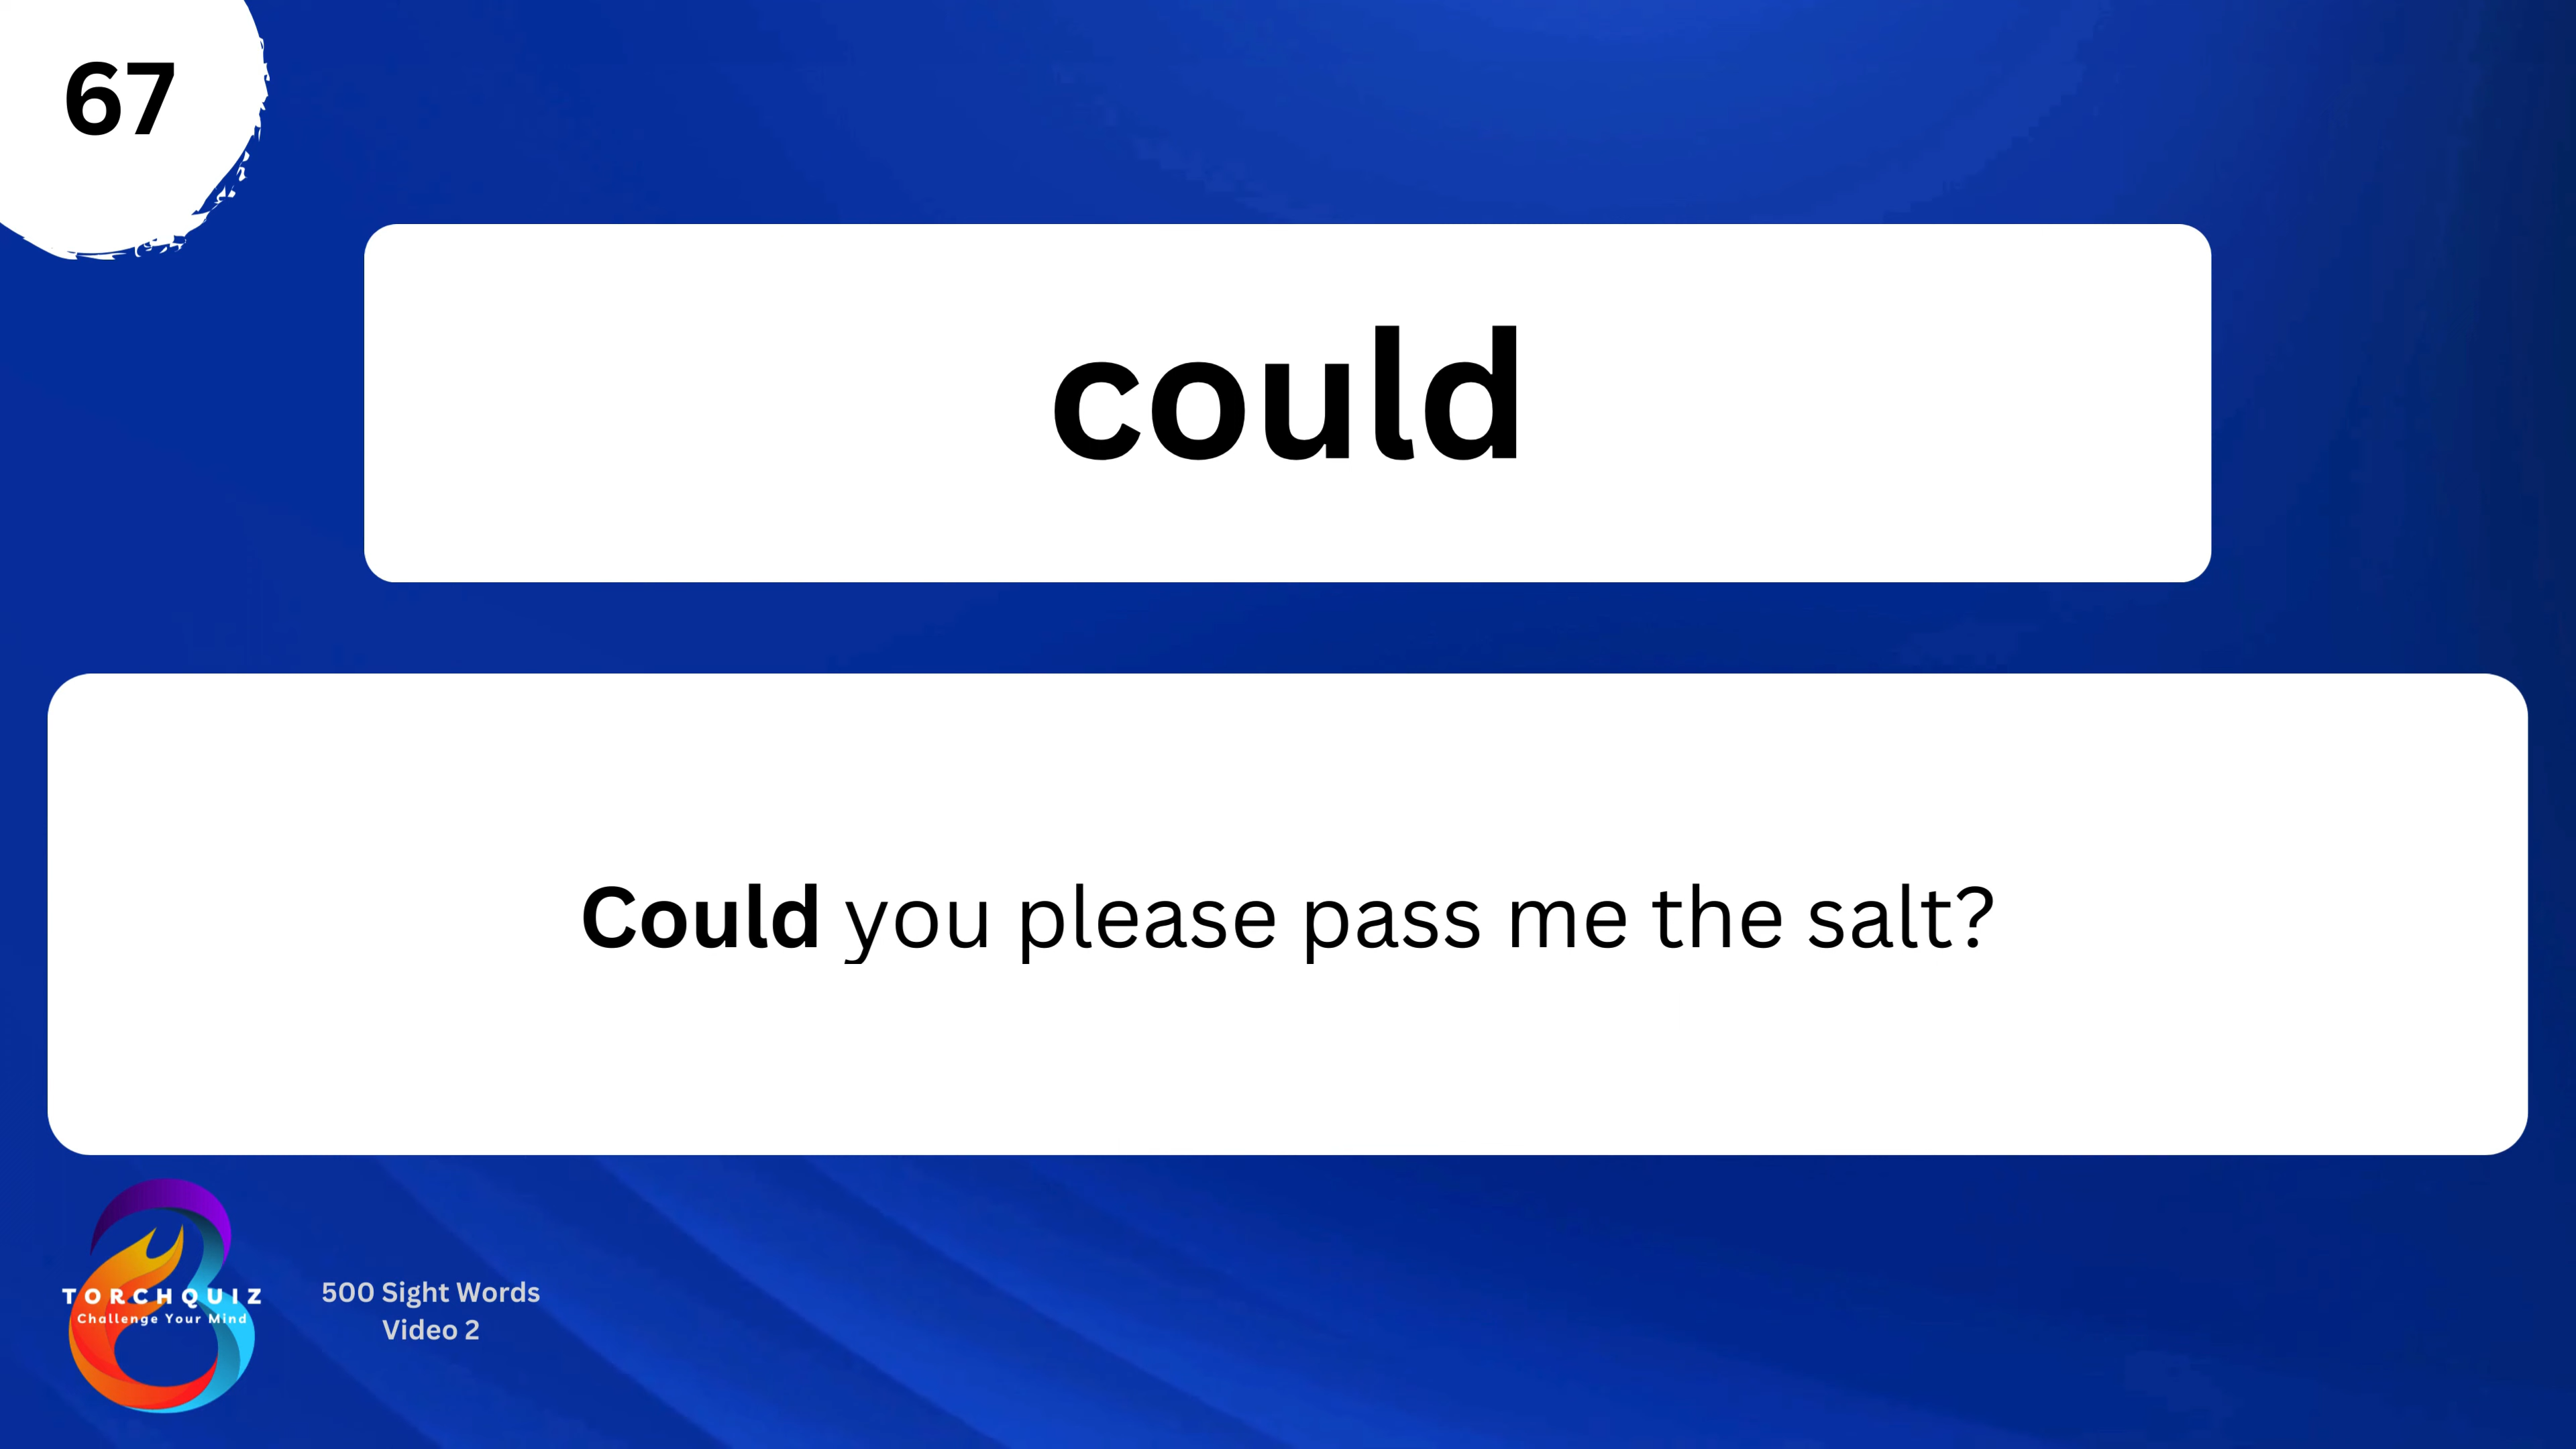 67
could
Could you please pass me the salt?
TORCHQUIZ
Challenge Your Mind
500 Sight Words
Video 2